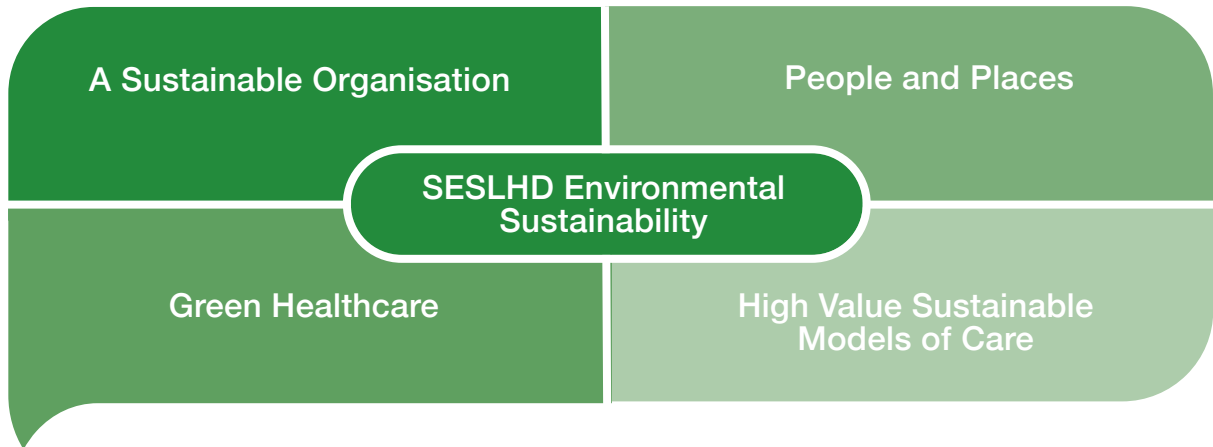 A Sustainable Organisation
People and Places
SESLHD Environmental
Sustainability
Green Healthcare
High Value Sustainable
Models of Care